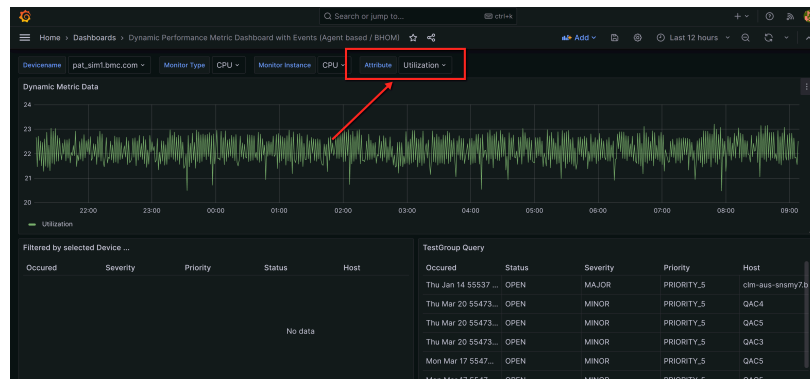 Search or jump to... ctrl+k
Home › Dashboards › Dynamic Performance Metric Dashboard with Events (Agent based / BHOM) Add Last 12 hours
Devicename pat_sim1.bmc.com Monitor Type CPU Monitor Instance CPU Attribute Utilization
Dynamic Metric Data
24
23
22
21
20
22:00 23:00 00:00 01:00 02:00 03:00 04:00 05:00 06:00 07:00 08:00 09:00
Utilization
Filtered by selected Device ...
Occured Severity Priority Status Host
No data
TestGroup Query
Occured Status Severity Priority Host
Thu Jan 14 55537 ... OPEN MAJOR PRIORITY_5 clm-aus-snsmy7.b
Thu Mar 20 55473... OPEN MINOR PRIORITY_5 QAC4
Thu Mar 20 55473... OPEN MINOR PRIORITY_5 QAC5
Thu Mar 20 55473... OPEN MINOR PRIORITY_5 QAC3
Mon Mar 17 5547... OPEN MINOR PRIORITY_5 QAC5